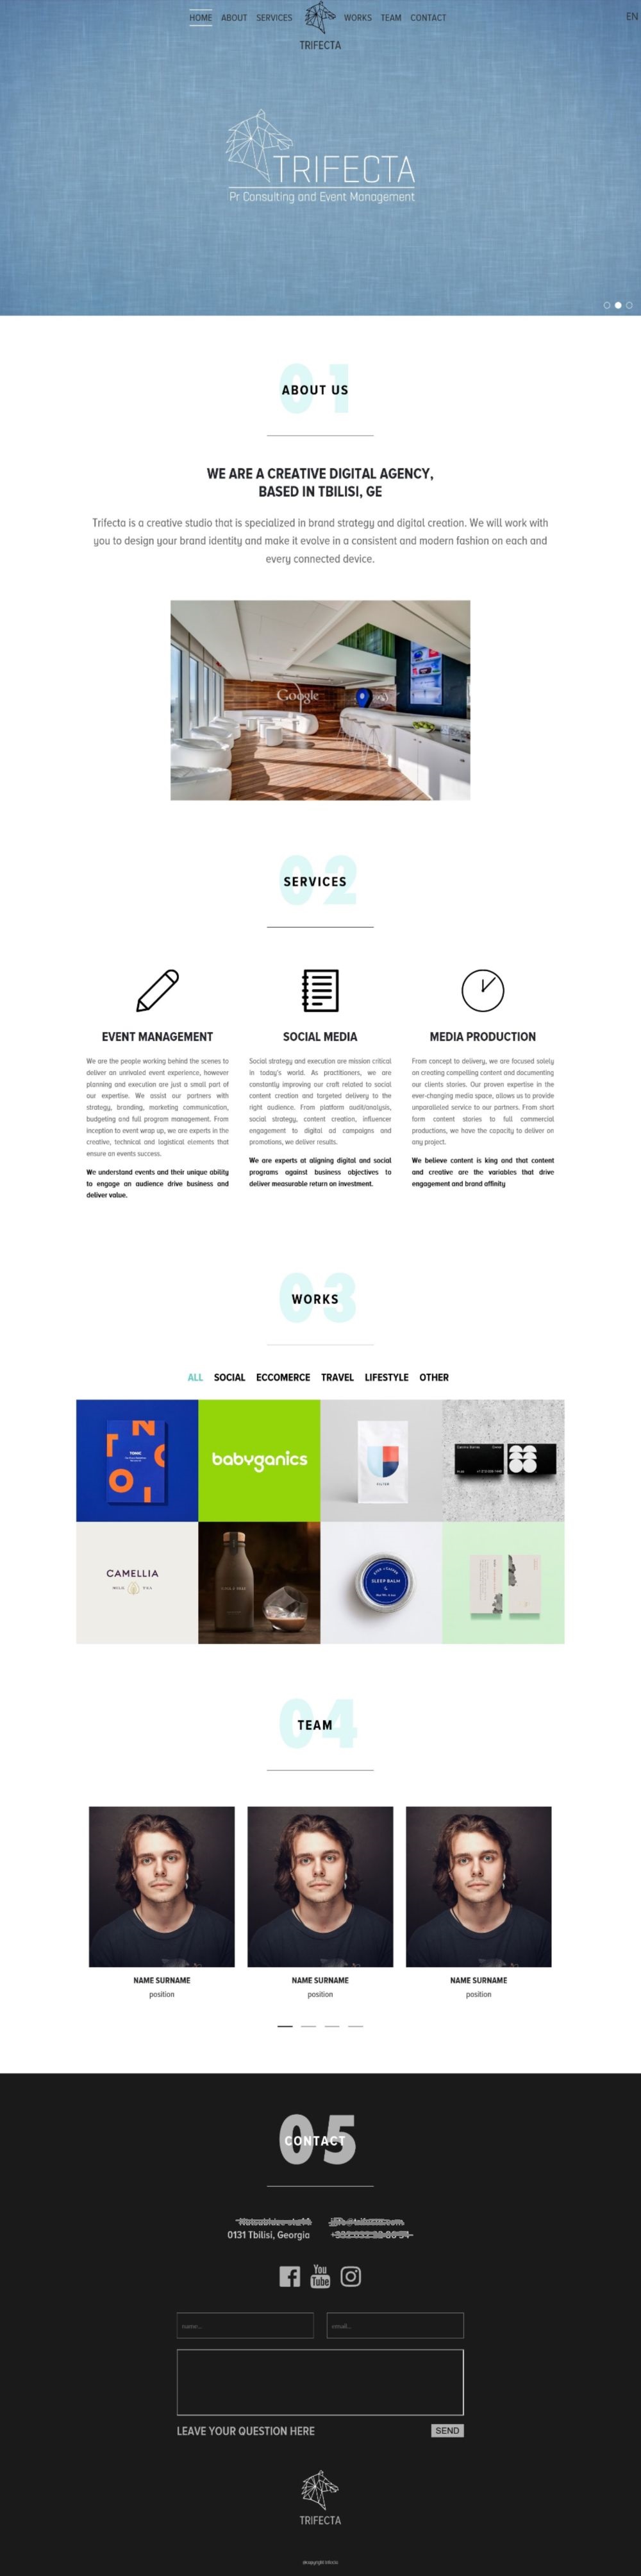 HOME ABOUT SERVICES WORKS TEAM CONTACT EN
TRIFECTA
TRIFECTA
Pr Consulting and Event Management
01
ABOUT US
WE ARE A CREATIVE DIGITAL AGENCY,
BASED IN TBILISI, GE
Trifecta is a creative studio that is specialized in brand strategy and digital creation. We will work with
you to design your brand identity and make it evolve in a consistent and modern fashion on each and
every connected device.
Google
02
SERVICES
EVENT MANAGEMENT
We are the people working behind the scenes to
deliver an unrivaled event experience, however
planning and execution are just a small part of
our expertise. We assist our partners with
strategy, branding, marketing communication,
budgeting and full program management. From
inception to event wrap up, we are experts in the
creative, technical and logistical elements that
ensure an events success.
We understand events and their unique ability
to engage an audience drive business and
deliver value.
SOCIAL MEDIA
Social strategy and execution are mission critical
in today's world. As practitioners, we are
constantly improving our craft related to social
content creation and targeted delivery to the
right audience. From platform audit/analysis,
social strategy, content creation, influencer
engagement to digital ad campaigns and
promotions, we deliver results.
We are experts at aligning digital and social
programs against business objectives to
deliver measurable return on investment.
MEDIA PRODUCTION
From concept to delivery, we are focused solely
on creating compelling content and documenting
our clients stories. Our proven expertise in the
ever-changing media space, allows us to provide
unparalleled service to our partners. From short
form content stories to full commercial
productions, we have the capacity to deliver on
any project.
We believe content is king and that content
and creative are the variables that drive
engagement and brand affinity
03
WORKS
ALL SOCIAL ECCOMERCE TRAVEL LIFESTYLE OTHER
TONIC
babyganics
CAMELLIA
MILK TEA
SLEEP BALM
04
TEAM
NAME SURNAME
position
NAME SURNAME
position
NAME SURNAME
position
05
CONTACT
0131 Tbilisi, Georgia
You
Tube
name...
email...
LEAVE YOUR QUESTION HERE
SEND
TRIFECTA